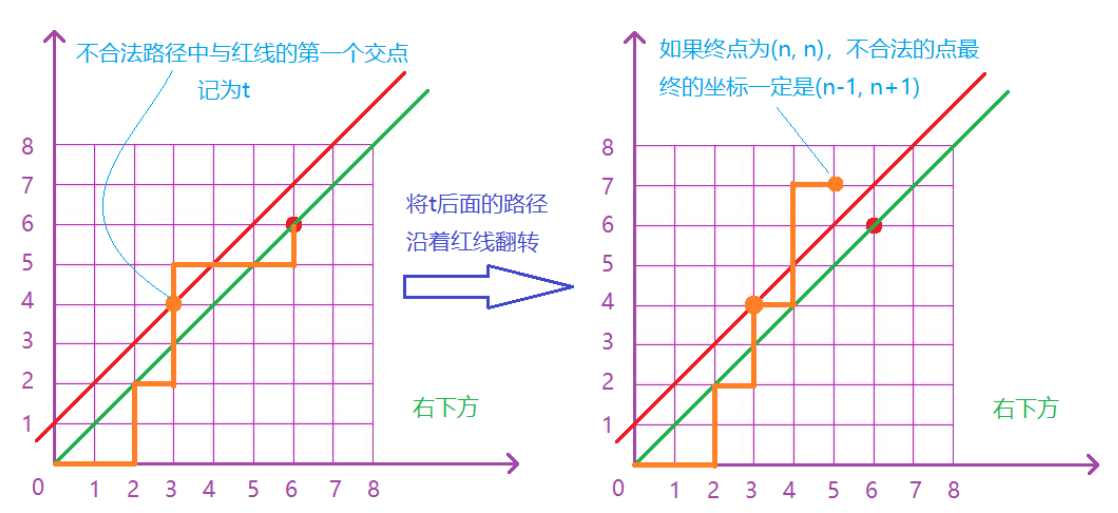 不合法路径中与红线的第一个交点
记为t
8
7
6
5
4
3
2
1
0
1 2 3 4 5 6 7 8
右下方
将t后面的路径
沿着红线翻转
如果终点为(n, n)，不合法的点最
终的坐标一定是(n-1, n+1)
8
7
6
5
4
3
2
1
0
1 2 3 4 5 6 7 8
右下方